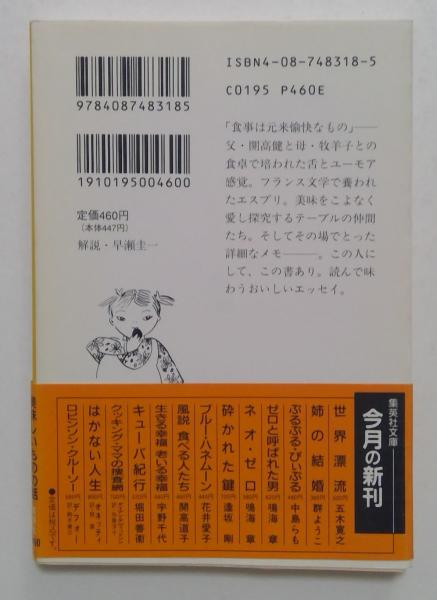 ISBN4-08-748318-5
C0195 P460E
9784087483185
1910195004600
定価460円
(本体447円)
解説・早瀬圭一
「食事は元来愉快なもの」――
父・開高健と母・牧羊子との
食卓で培われた舌とユーモア
感覚。フランス文学で養われ
たエスプリ。美味をこよなく
愛し探究するテーブルの仲間
たち。そしてその場でとった
詳細なメモ――。この人に
して、この書あり。読んで味
わうおいしいエッセイ。
集英社文庫
今月の新刊
世界漂流 五木寛之
姉の結婚 群ようこ
ぷるぷる・ぴぃぷる 中島らも
ゼロと呼ばれた男 鳴海 章
ネオ・ゼロ 鳴海 章
砕かれた鍵 逢坂 剛
ブルー・ハネムーン 花井愛子
風説 食べる人たち 開高道子
生きる幸福 老いる幸福 宇野千代
キューバ紀行 堀田善衞
クッキング・ママの捜査網
はかない人生 オネッティ
ロビンソン・クルーソー デフォー
●定価は税込です。